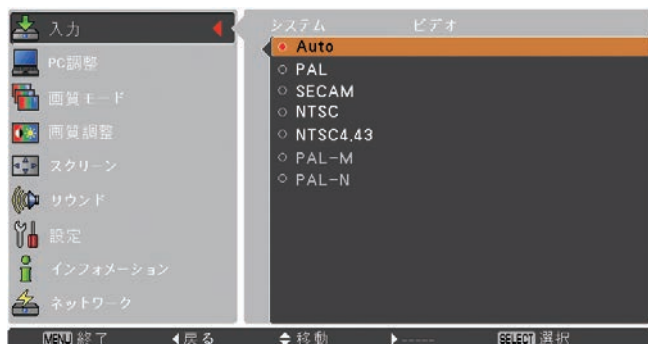 入力
PC調整
画質モード
画質調整
スクリーン
サウンド
設定
インフォメーション
ネットワーク
システム ビデオ
Auto
PAL
SECAM
NTSC
NTSC4.43
PAL-M
PAL-N
MENU 終了 戻る 移動 ----- SELECT 選択